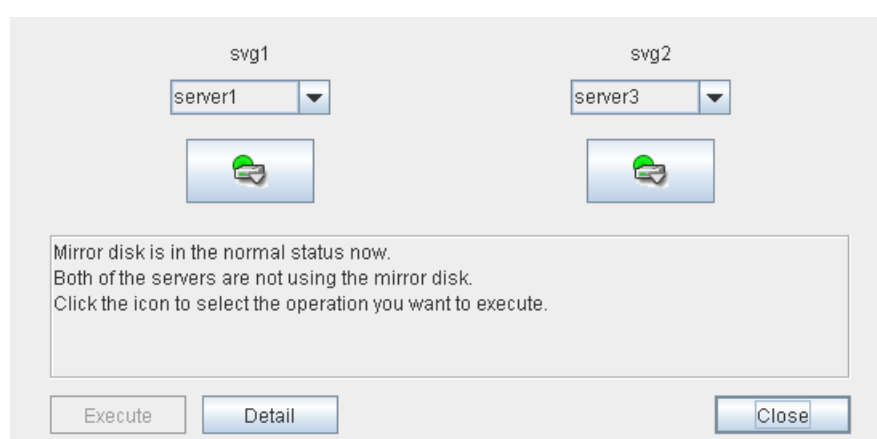 svg1
svg2
server1
server3
Mirror disk is in the normal status now.
Both of the servers are not using the mirror disk.
Click the icon to select the operation you want to execute.
Execute
Detail
Close